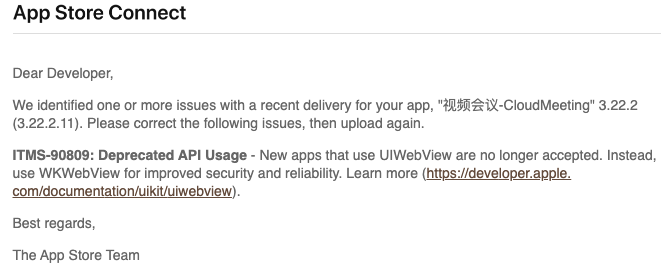 App Store Connect
Dear Developer,
We identified one or more issues with a recent delivery for your app, "视频会议-CloudMeeting" 3.22.2
(3.22.2.11). Please correct the following issues, then upload again.
ITMS-90809: Deprecated API Usage - New apps that use UIWebView are no longer accepted. Instead,
use WKWebView for improved security and reliability. Learn more (https://developer.apple.
com/documentation/uikit/uiwebview).
Best regards,
The App Store Team